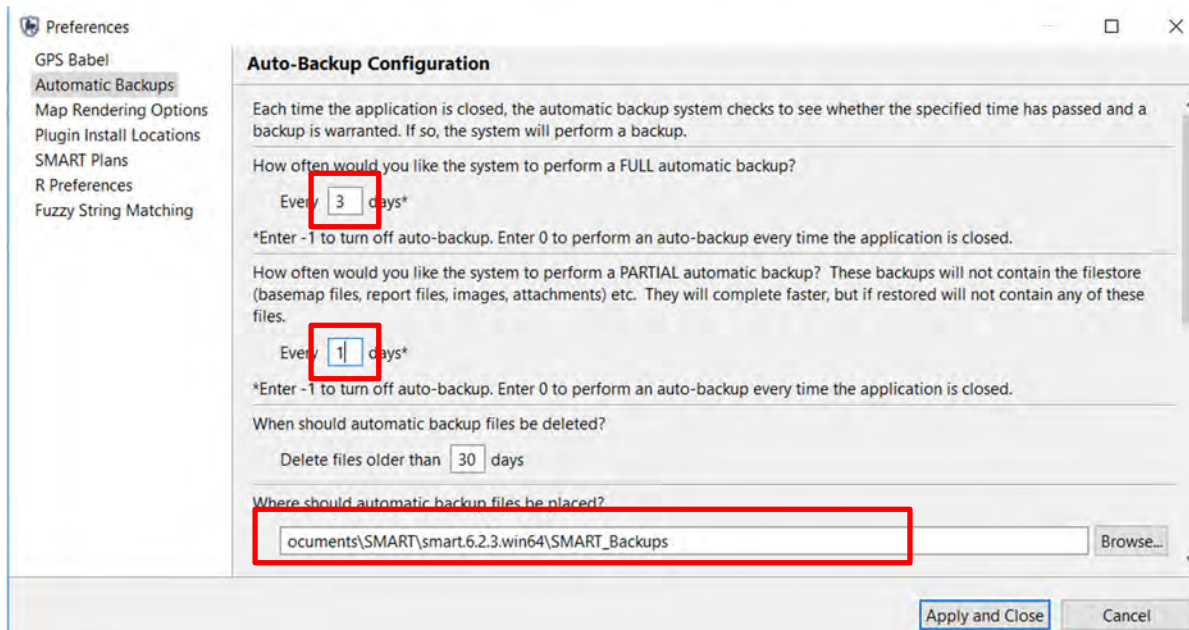 Preferences
GPS Babel
Automatic Backups
Map Rendering Options
Plugin Install Locations
SMART Plans
R Preferences
Fuzzy String Matching
Auto-Backup Configuration
Each time the application is closed, the automatic backup system checks to see whether the specified time has passed and a
backup is warranted. If so, the system will perform a backup.
How often would you like the system to perform a FULL automatic backup?
Every 3 days*
*Enter -1 to turn off auto-backup. Enter 0 to perform an auto-backup every time the application is closed.
How often would you like the system to perform a PARTIAL automatic backup? These backups will not contain the filestore
(basemap files, report files, images, attachments) etc. They will complete faster, but if restored will not contain any of these
files.
Every 1 days*
*Enter -1 to turn off auto-backup. Enter 0 to perform an auto-backup every time the application is closed.
When should automatic backup files be deleted?
Delete files older than 30 days
Where should automatic backup files be placed?
ocuments\SMART\smart.6.2.3.win64\SMART_Backups
Browse...
Apply and Close
Cancel